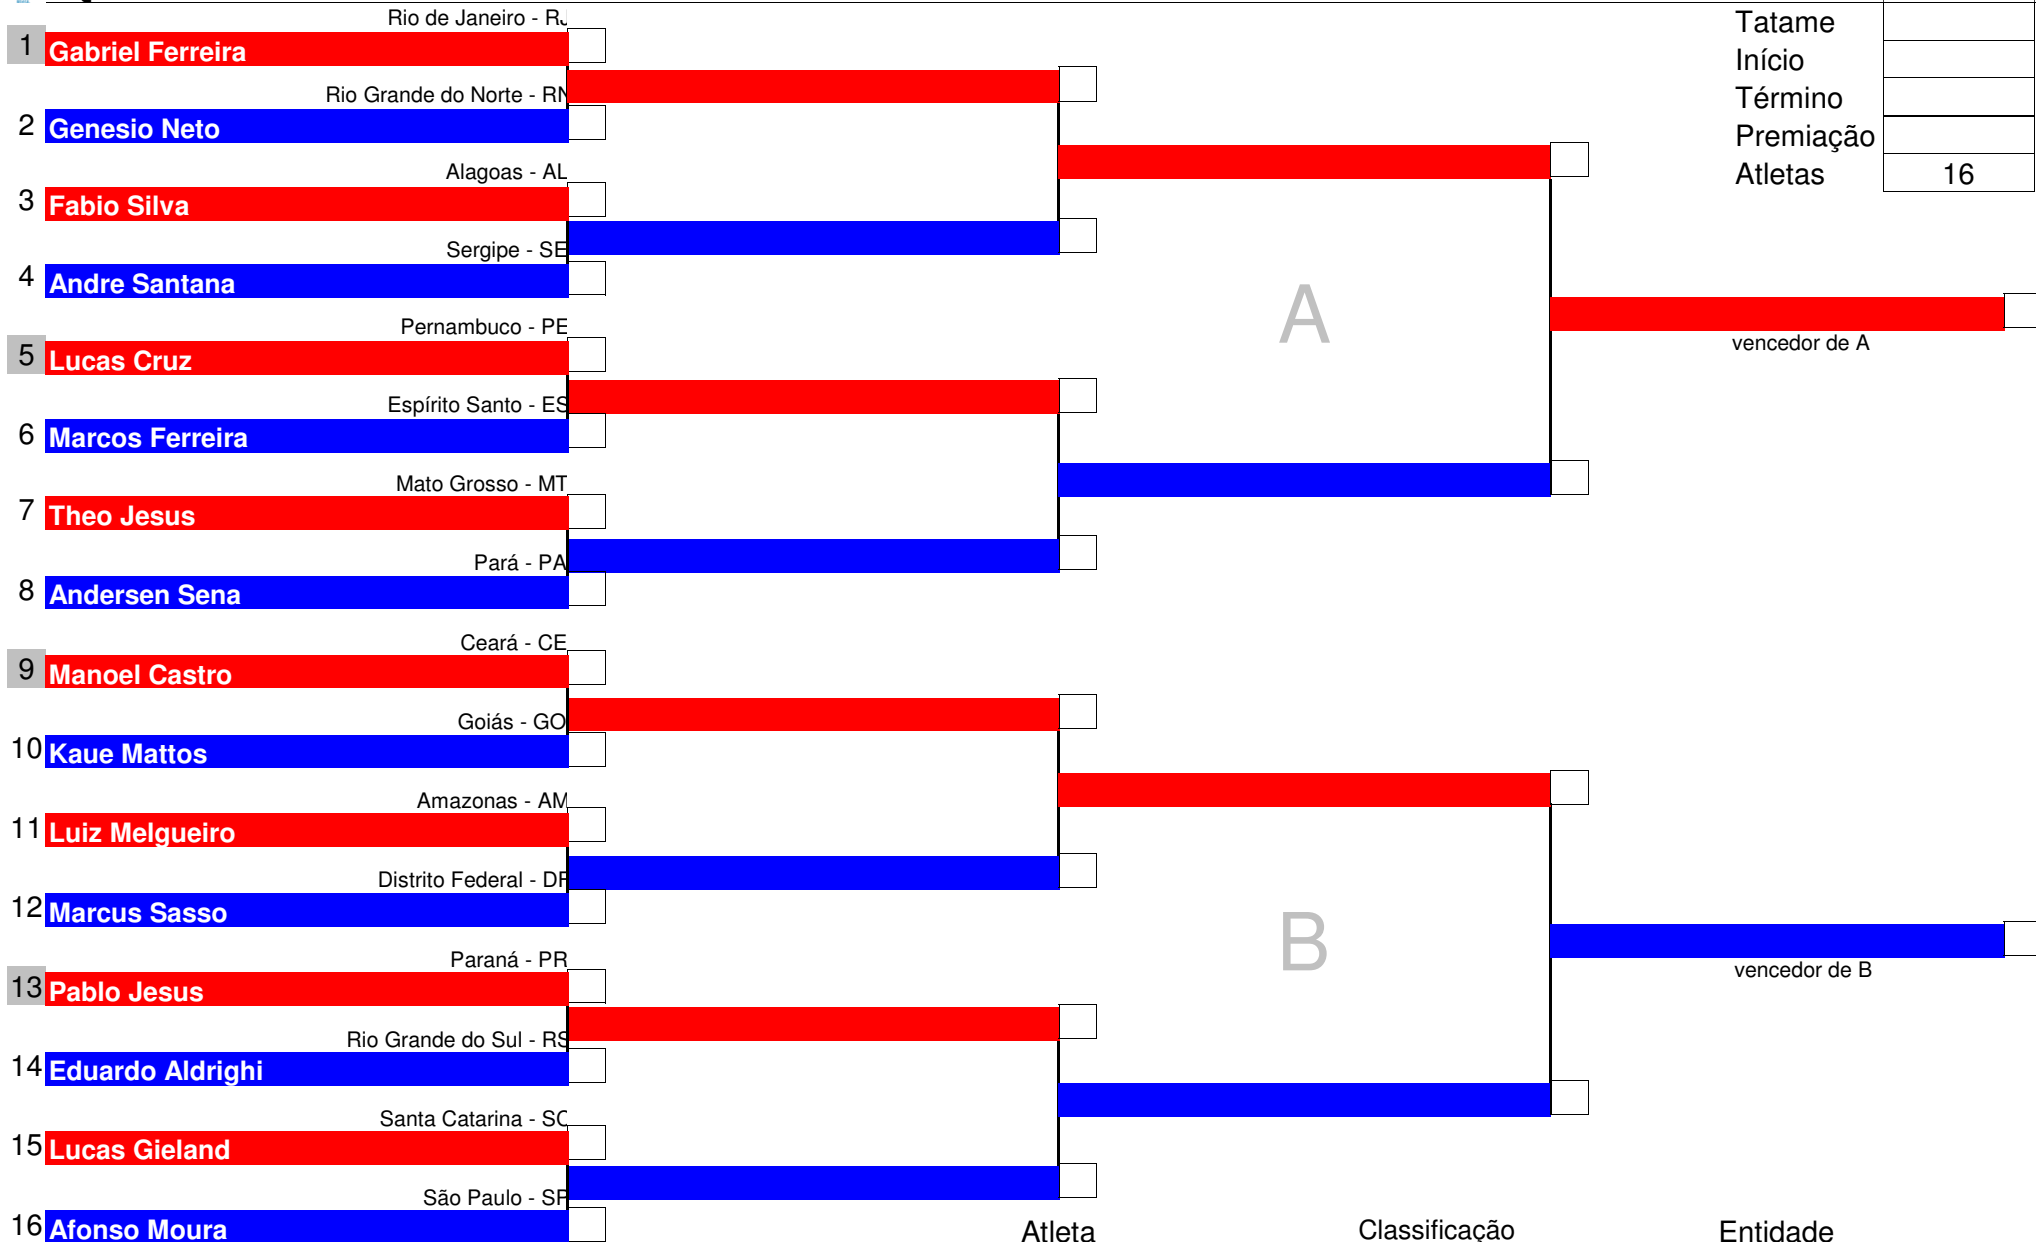 Rio de Janeiro - RJ
1 Gabriel Ferreira
Rio Grande do Norte - RN
2 Genesio Neto
Alagoas - AL
3 Fabio Silva
Sergipe - SE
4 Andre Santana
Pernambuco - PE
5 Lucas Cruz
Espírito Santo - ES
6 Marcos Ferreira
Mato Grosso - MT
7 Theo Jesus
Pará - PA
8 Andersen Sena
Ceará - CE
9 Manoel Castro
Goiás - GO
10 Kaue Mattos
Amazonas - AM
11 Luiz Melgueiro
Distrito Federal - DF
12 Marcus Sasso
Paraná - PR
13 Pablo Jesus
Rio Grande do Sul - RS
14 Eduardo Aldrighi
Santa Catarina - SC
15 Lucas Gieland
São Paulo - SP
16 Afonso Moura
A
B
Tatame
Início
Término
Premiação
Atletas 16
vencedor de A
vencedor de B
Atleta Classificação Entidade